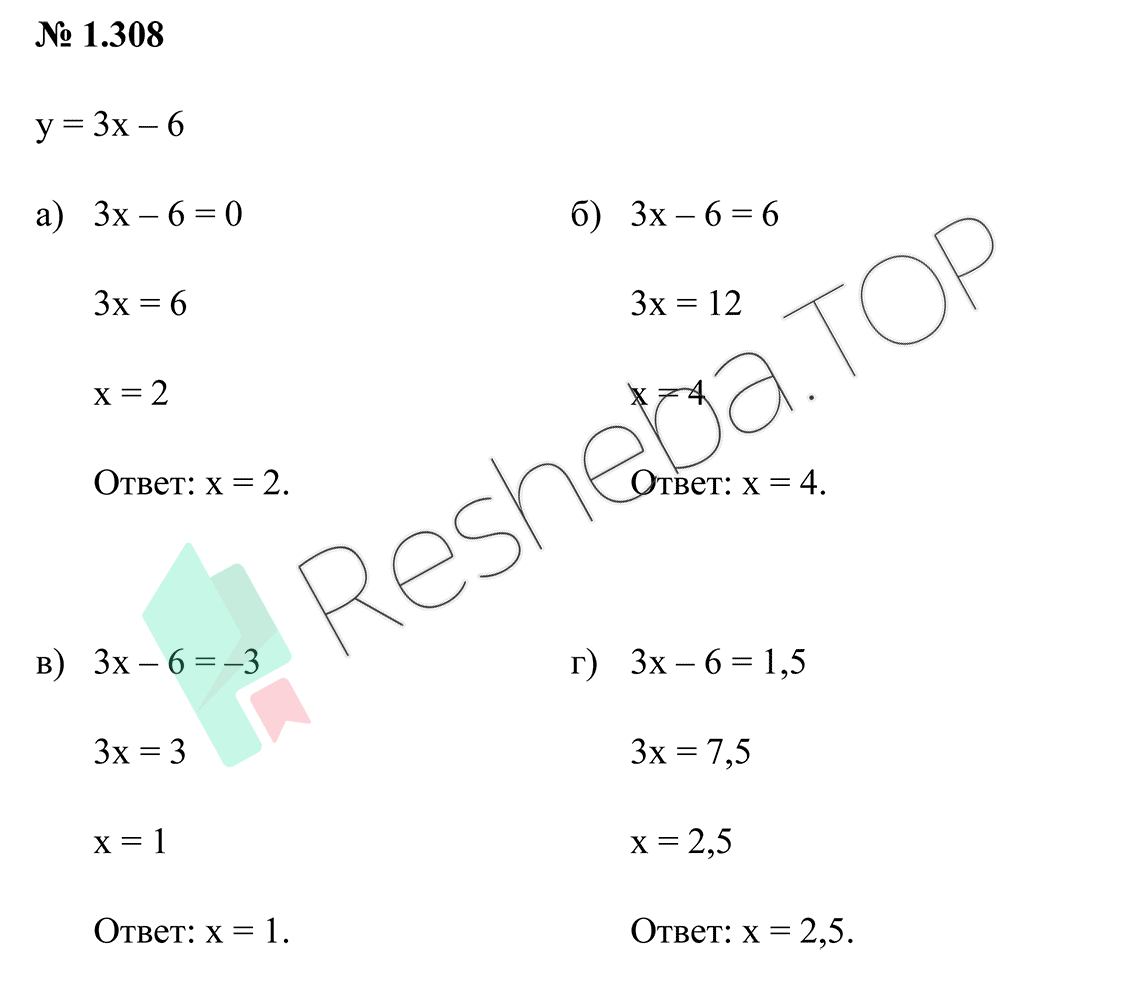 № 1.308
y = 3x – 6
а) 3x – 6 = 0
3x = 6
x = 2
Ответ: x = 2.
б) 3x – 6 = 6
3x = 12
x = 4
Ответ: x = 4.
в) 3x – 6 = –3
3x = 3
x = 1
Ответ: x = 1.
г) 3x – 6 = 1,5
3x = 7,5
x = 2,5
Ответ: x = 2,5.
Resheba.TOP